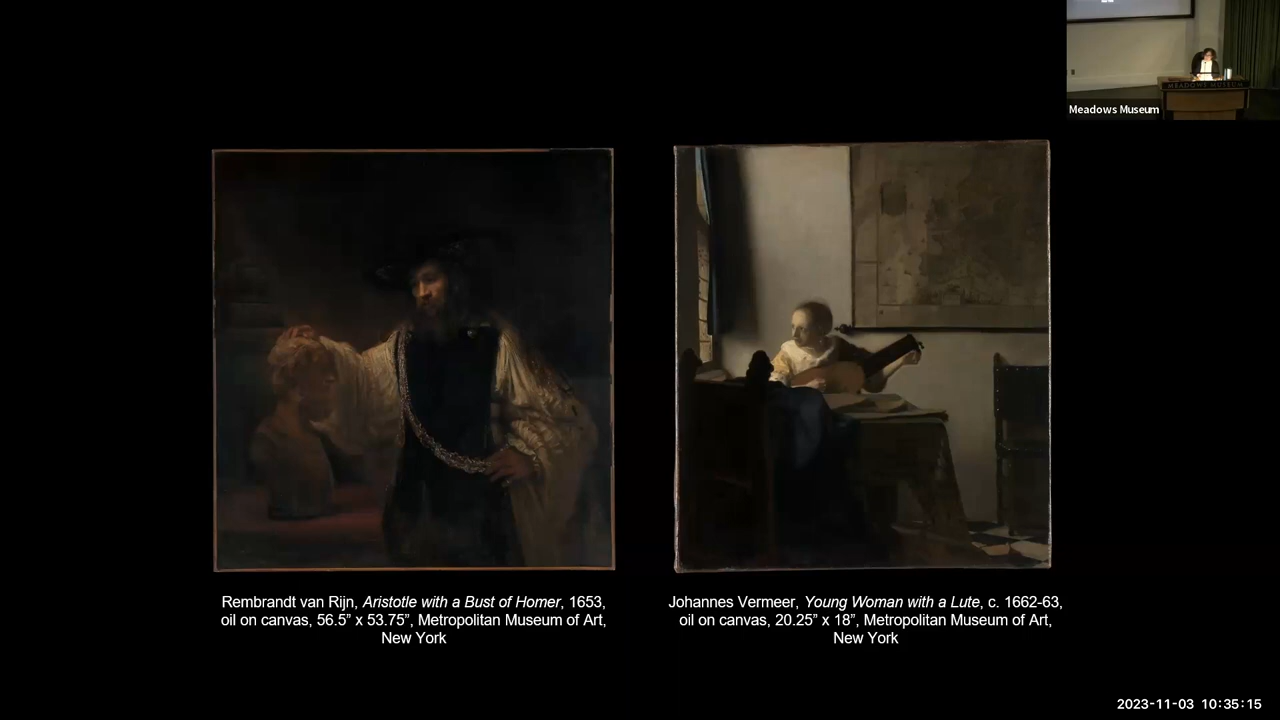 MEADOWS MUSEUM
Meadows Museum
Rembrandt van Rijn, Aristotle with a Bust of Homer, 1653,
oil on canvas, 56.5” x 53.75”, Metropolitan Museum of Art,
New York
Johannes Vermeer, Young Woman with a Lute, c. 1662-63,
oil on canvas, 20.25” x 18”, Metropolitan Museum of Art,
New York
2023-11-03 10:35:15